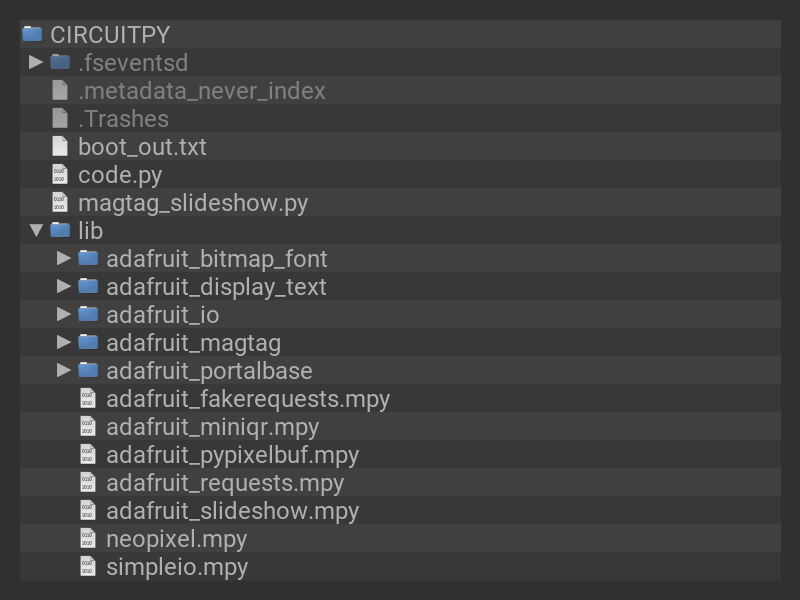 CIRCUITPY
.fseventsd
.metadata_never_index
.Trashes
boot_out.txt
code.py
magtag_slideshow.py
lib
adafruit_bitmap_font
adafruit_display_text
adafruit_io
adafruit_magtag
adafruit_portalbase
adafruit_fakerequests.mpy
adafruit_miniqr.mpy
adafruit_pypixelbuf.mpy
adafruit_requests.mpy
adafruit_slideshow.mpy
neopixel.mpy
simpleio.mpy